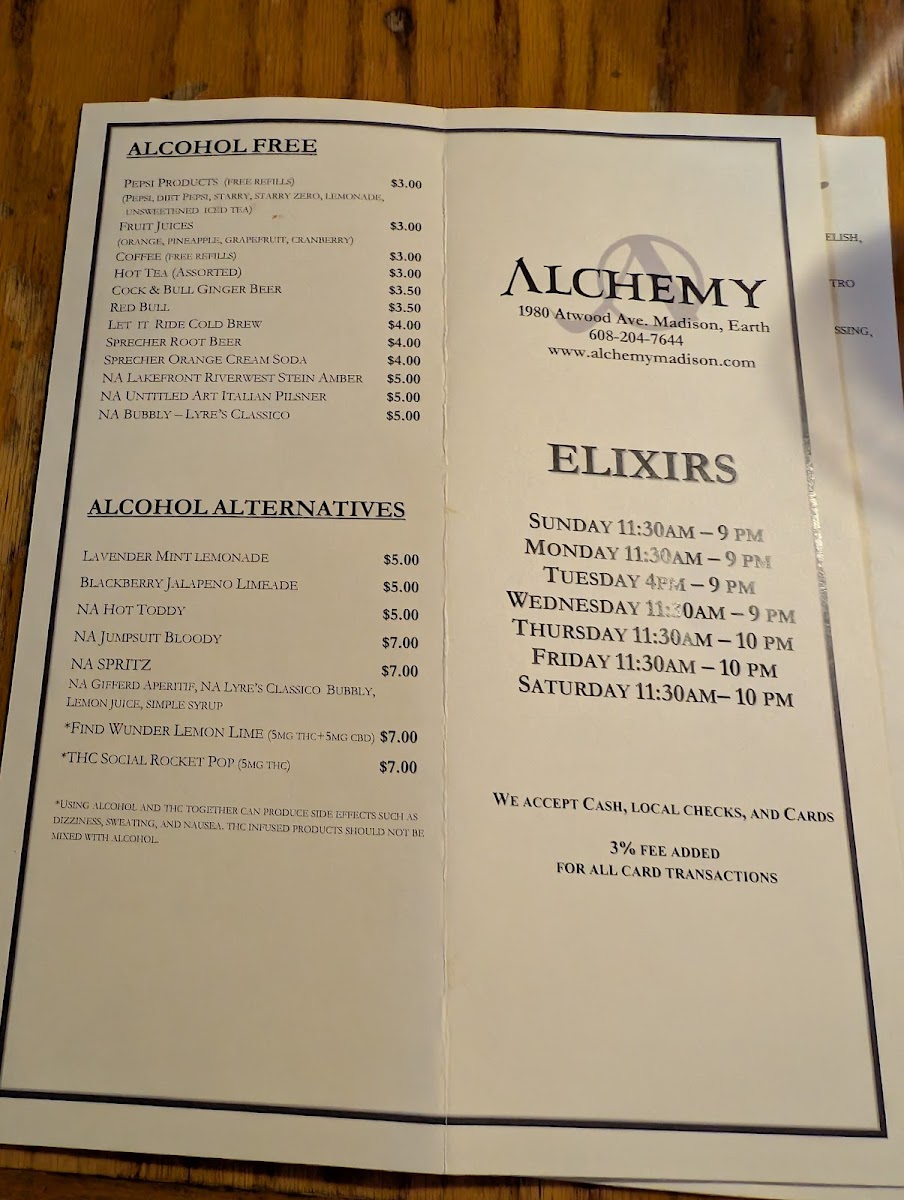 ALCOHOL FREE
PEPSI PRODUCTS (FREE REFILLS) $3.00
(PEPSI, DIET PEPSI, STARRY, STARRY ZERO, LEMONADE,
UNSWEETENED ICED TEA)
FRUIT JUICES $3.00
(ORANGE, PINEAPPLE, GRAPEFRUIT, CRANBERRY)
COFFEE (FREE REFILLS) $3.00
HOT TEA (ASSORTED) $3.00
COCK & BULL GINGER BEER $3.50
RED BULL $3.50
LET IT RIDE COLD BREW $4.00
SPRECHER ROOT BEER $4.00
SPRECHER ORANGE CREAM SODA $4.00
NA LAKEFRONT RIVERWEST STEIN AMBER $5.00
NA UNTITLED ART ITALIAN PILSNER $5.00
NA BUBBLY – LYRE'S CLASSICO $5.00
ALCOHOL ALTERNATIVES
LAVENDER MINT LEMONADE $5.00
BLACKBERRY JALAPENO LIMEADE $5.00
NA HOT TODDY $5.00
NA JUMPSUIT BLOODY $7.00
NA SPRITZ $7.00
NA GIFFERD APERITIF, NA LYRE'S CLASSICO BUBBLY,
LEMON JUICE, SIMPLE SYRUP
*FIND WUNDER LEMON LIME (5MG THC+5MG CBD) $7.00
*THC SOCIAL ROCKET POP (5MG THC) $7.00
*USING ALCOHOL AND THC TOGETHER CAN PRODUCE SIDE EFFECTS SUCH AS
DIZZINESS, SWEATING, AND NAUSEA. THC INFUSED PRODUCTS SHOULD NOT BE
MIXED WITH ALCOHOL.
ALCHEMY
1980 Atwood Ave. Madison, Earth
608-204-7644
www.alchemymadison.com
ELIXIRS
SUNDAY 11:30AM – 9 PM
MONDAY 11:30AM – 9 PM
TUESDAY 4PM – 9 PM
WEDNESDAY 11:30AM – 9 PM
THURSDAY 11:30AM – 10 PM
FRIDAY 11:30AM – 10 PM
SATURDAY 11:30AM– 10 PM
WE ACCEPT CASH, LOCAL CHECKS, AND CARDS
3% FEE ADDED
FOR ALL CARD TRANSACTIONS
ELISH,
TRO
SSING,